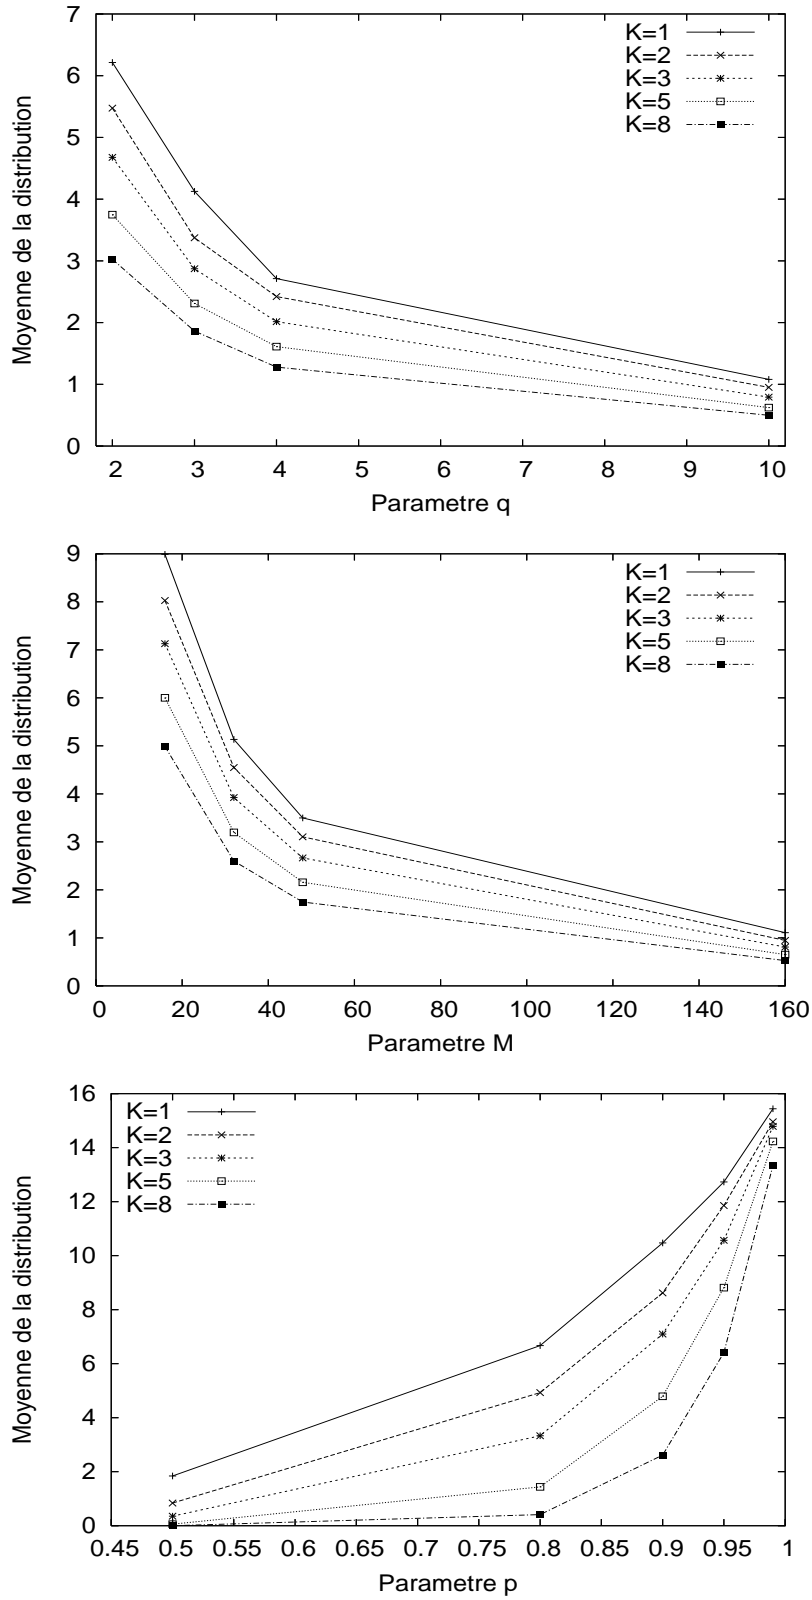 7
6
5
4
3
2
1
0
Moyenne de la distribution
K=1
K=2
K=3
K=5
K=8
2 3 4 5 6 7 8 9 10
Parametre q
9
8
7
6
5
4
3
2
1
0
Moyenne de la distribution
K=1
K=2
K=3
K=5
K=8
0 20 40 60 80 100 120 140 160
Parametre M
16
14
12
10
8
6
4
2
0
Moyenne de la distribution
K=1
K=2
K=3
K=5
K=8
0.45 0.5 0.55 0.6 0.65 0.7 0.75 0.8 0.85 0.9 0.95 1
Parametre p